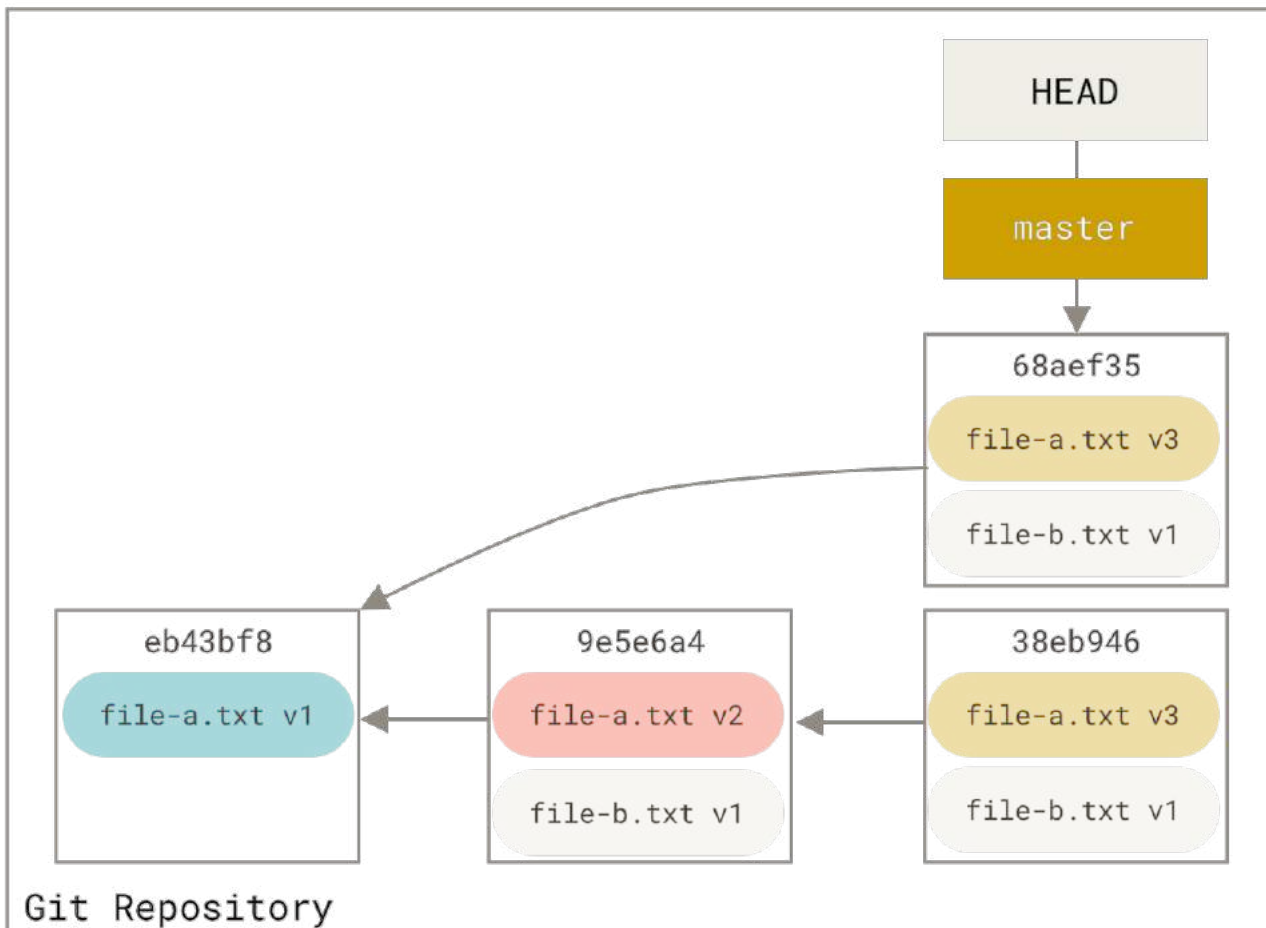 HEAD
master
68aef35
file-a.txt v3
file-b.txt v1
eb43bf8
file-a.txt v1
9e5e6a4
file-a.txt v2
file-b.txt v1
38eb946
file-a.txt v3
file-b.txt v1
Git Repository